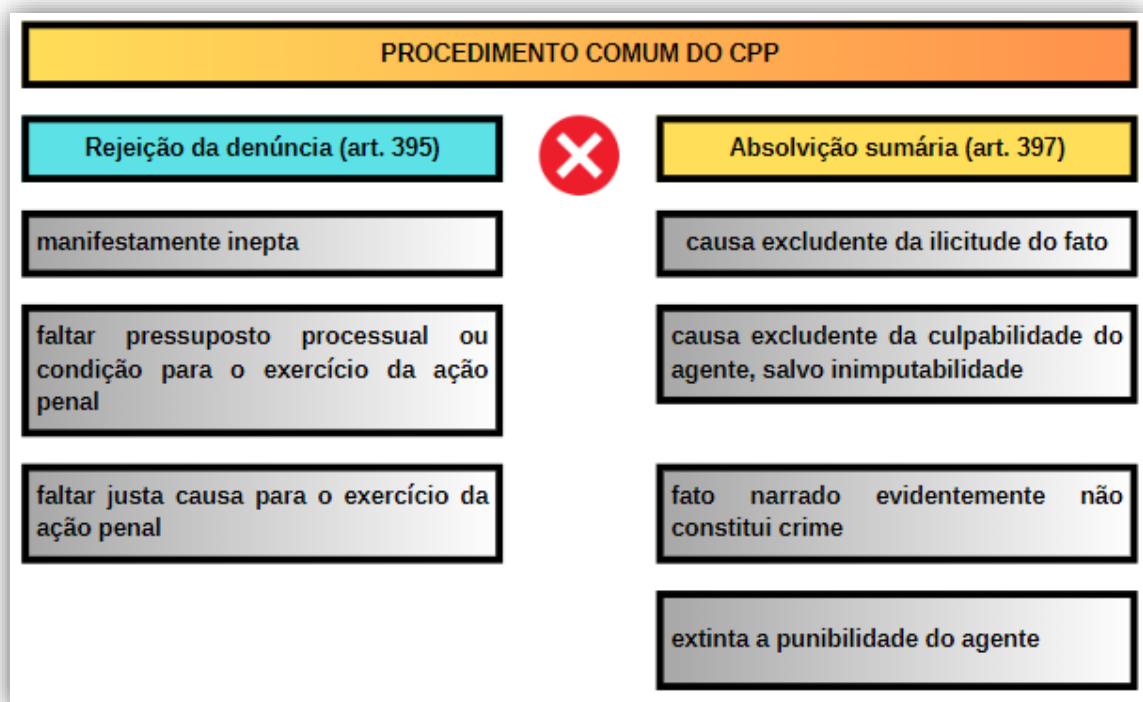 PROCEDIMENTO COMUM DO CPP
Rejeição da denúncia (art. 395)
Absolvição sumária (art. 397)
manifestamente inepta
causa excludente da ilicitude do fato
faltar pressuposto processual ou
condição para o exercício da ação
penal
causa excludente da culpabilidade do
agente, salvo inimputabilidade
faltar justa causa para o exercício da
ação penal
fato narrado evidentemente não
constitui crime
extinta a punibilidade do agente